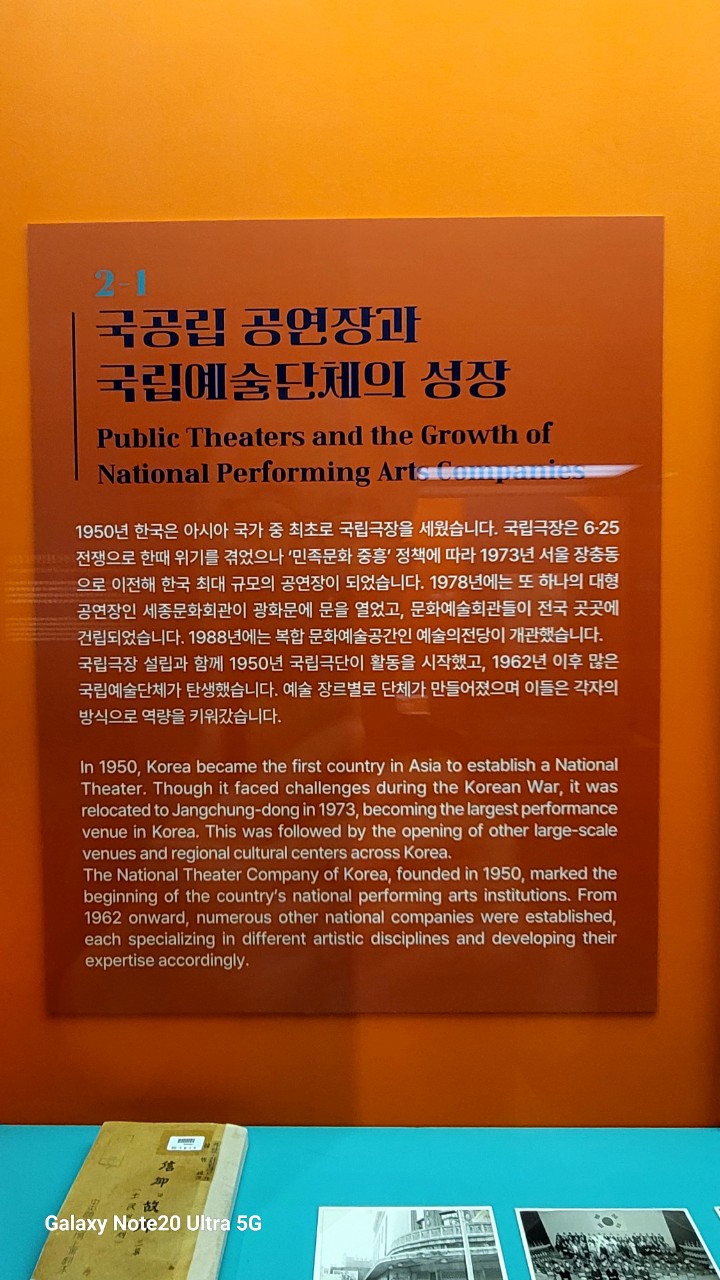 2-1
국공립 공연장과
국립예술단체의 성장
Public Theaters and the Growth of
National Performing Arts Companies
1950년 한국은 아시아 국가 중 최초로 국립극장을 세웠습니다. 국립극장은 6·25
전쟁으로 한때 위기를 겪었으나 '민족문화 중흥' 정책에 따라 1973년 서울 장충동
으로 이전해 한국 최대 규모의 공연장이 되었습니다. 1978년에는 또 하나의 대형
공연장인 세종문화회관이 광화문에 문을 열었고, 문화예술회관들이 전국 곳곳에
건립되었습니다. 1988년에는 복합 문화예술공간인 예술의전당이 개관했습니다.
국립극장 설립과 함께 1950년 국립극단이 활동을 시작했고, 1962년 이후 많은
국립예술단체가 탄생했습니다. 예술 장르별로 단체가 만들어졌으며 이들은 각자의
방식으로 역량을 키워갔습니다.
In 1950, Korea became the first country in Asia to establish a National
Theater. Though it faced challenges during the Korean War, it was
relocated to Jangchung-dong in 1973, becoming the largest performance
venue in Korea. This was followed by the opening of other large-scale
venues and regional cultural centers across Korea.
The National Theater Company of Korea, founded in 1950, marked the
beginning of the country's national performing arts institutions. From
1962 onward, numerous other national companies were established,
each specializing in different artistic disciplines and developing their
expertise accordingly.
信仰 故
Galaxy Note20 Ultra 5G